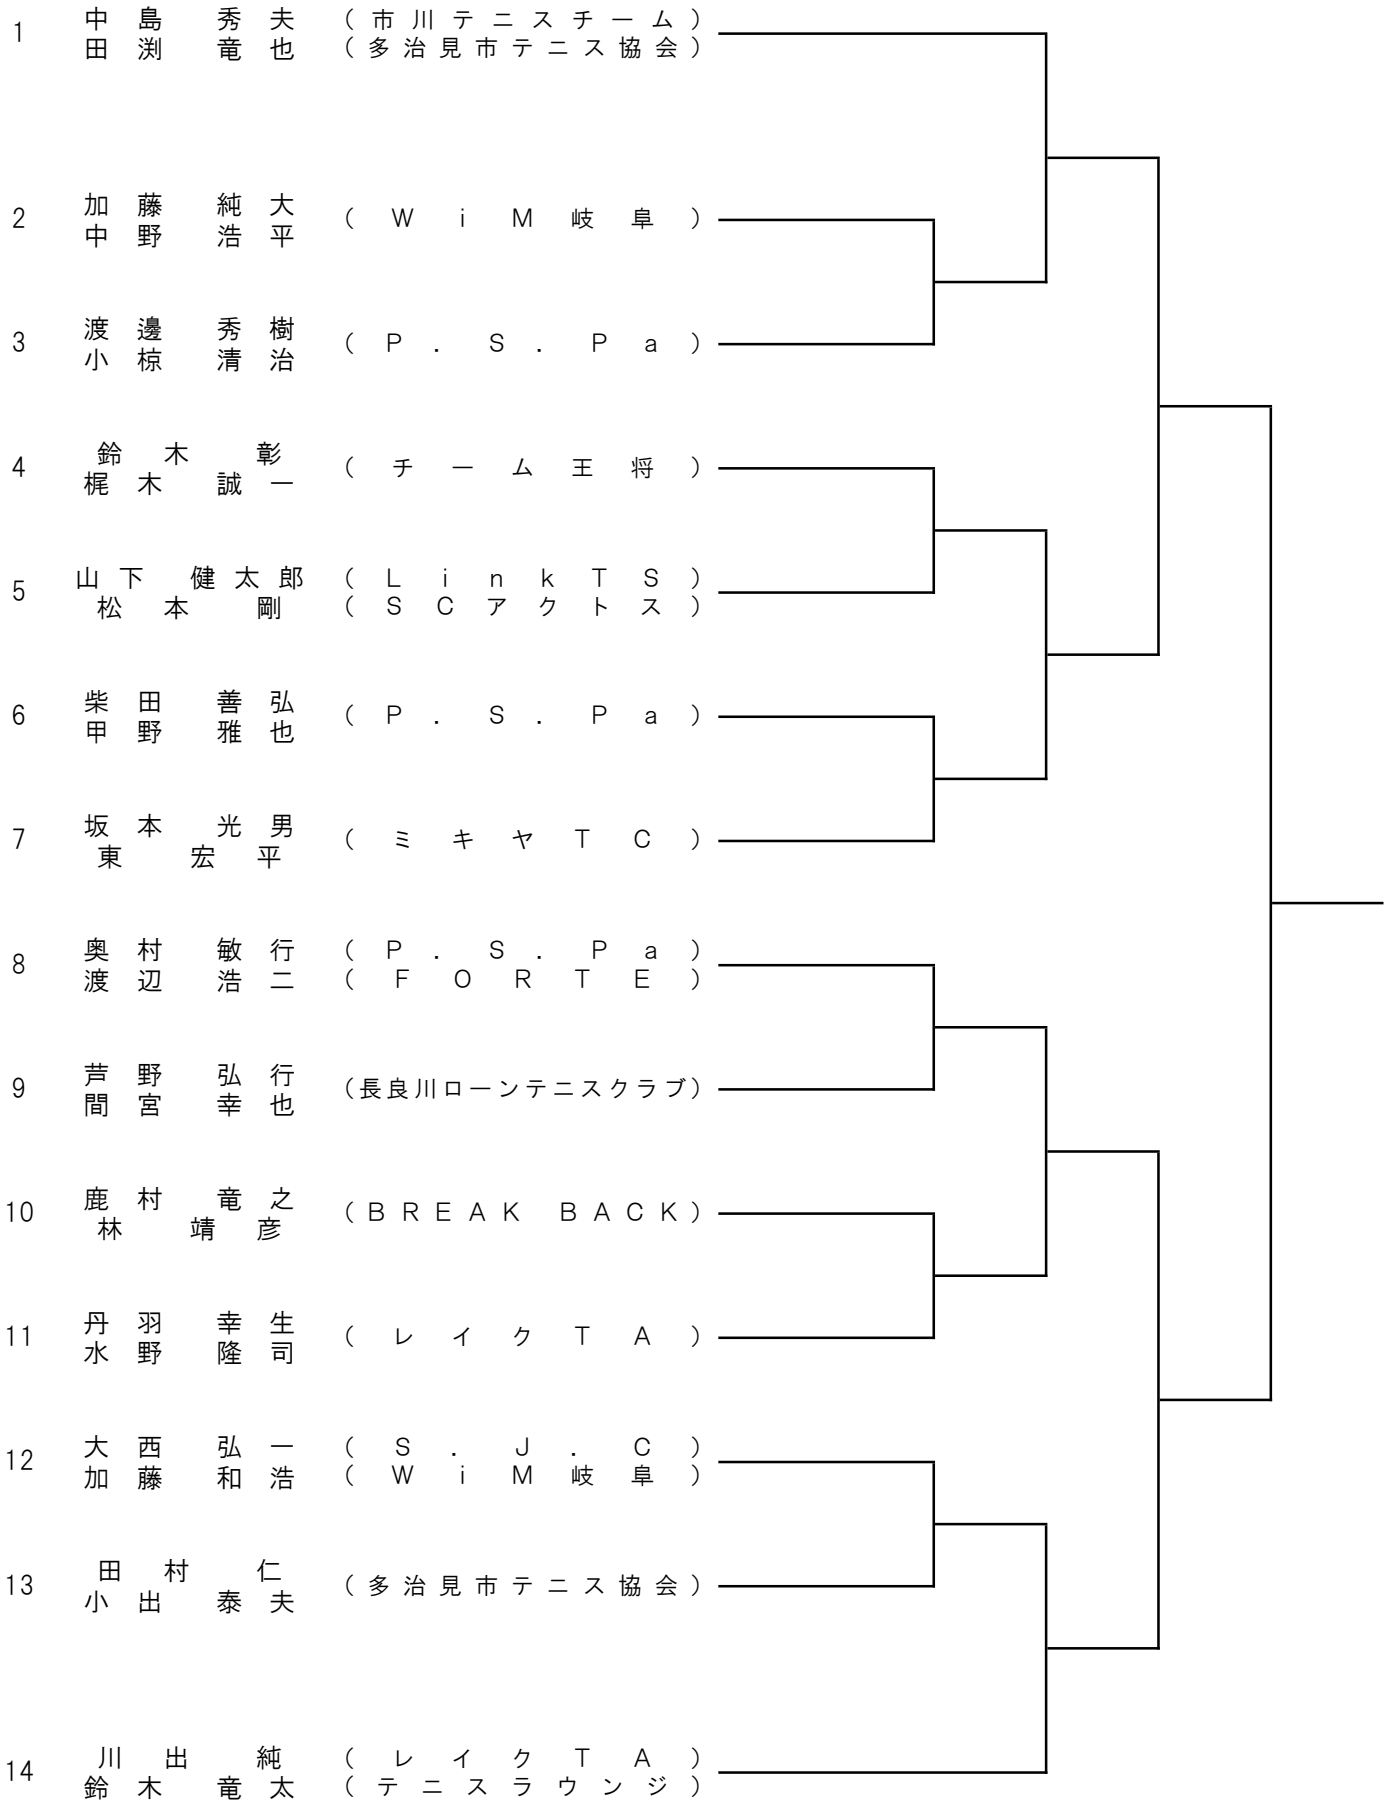 1 中島 秀夫 (市川テニスチーム)
田渕 竜也 (多治見市テニス協会)
2 加藤 純大 (WiM岐阜)
中野 浩平
3 渡邊 秀樹 (P.S.Pa)
小椋 清治
4 鈴木 彰 (チーム王将)
梶木 誠一
5 山下 健太郎 (LinkTS)
松本 剛 (SCアクトス)
6 柴田 善弘 (P.S.Pa)
甲野 雅也
7 坂本 光男 (ミキヤTC)
東 宏平
8 奥村 敏行 (P.S.Pa)
渡辺 浩二 (FORTE)
9 芦野 弘行 (長良川ローンテニスクラブ)
間宮 幸也
10 鹿村 竜之 (BREAK BACK)
林 靖彦
11 丹羽 幸生 (レイクTA)
水野 隆司
12 大西 弘一 (S.J.C)
加藤 和浩 (WiM岐阜)
13 田村 仁 (多治見市テニス協会)
小出 泰夫
14 川出 純 (レイクTA)
鈴木 竜太 (テニスラウンジ)